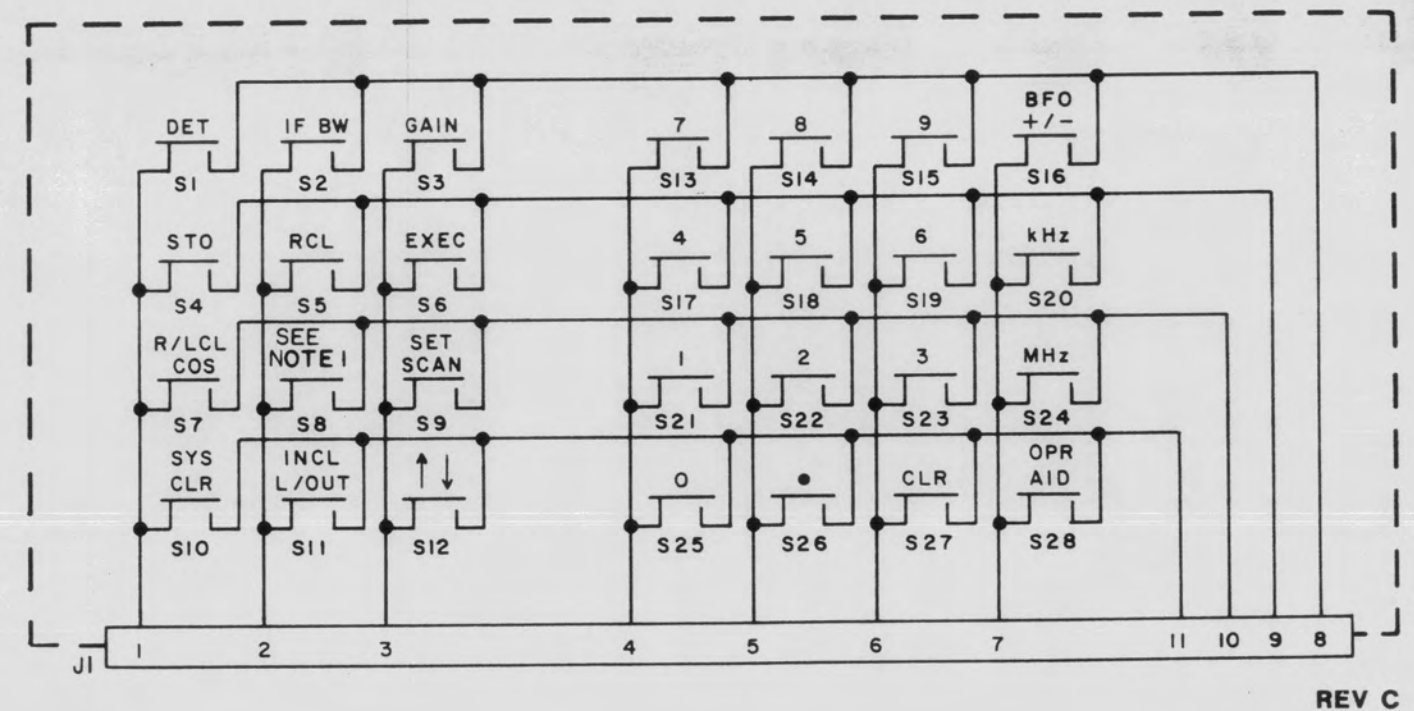 BFO
DET IF BW GAIN 7 8 9 +/-
S1 S2 S3 S13 S14 S15 S16
STO RCL EXEC 4 5 6 kHz
S4 S5 S6 S17 S18 S19 S20
R/LCL SEE SET
COS NOTE 1 SCAN 1 2 3 MHz
S7 S8 S9 S21 S22 S23 S24
SYS INCL OPR
CLR L/OUT ↑ ↓ 0 • CLR AID
S10 S11 S12 S25 S26 S27 S28
J1 1 2 3 4 5 6 7 11 10 9 8
REV C